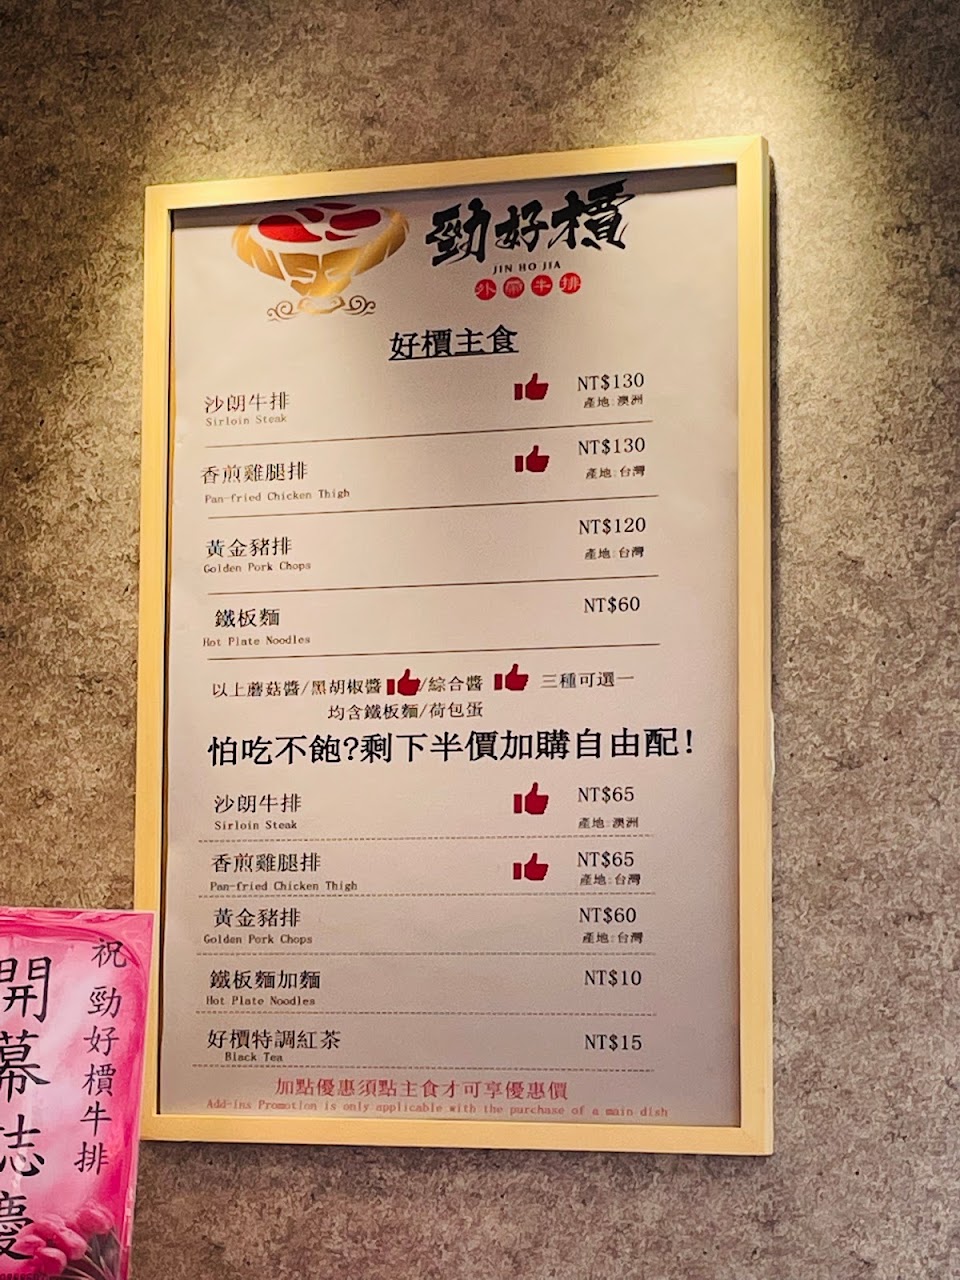 勁好檟
JIN HO JIA
外帶牛排
好檟主食
沙朗牛排
NT$130
Sirloin Steak
產地:澳洲
香煎雞腿排
NT$130
Pan-fried Chicken Thigh
產地:台灣
黃金豬排
NT$120
Golden Pork Chops
產地:台灣
鐵板麵
NT$60
Hot Plate Noodles
以上蘑菇醬/黑胡椒醬/綜合醬 三種可選一
均含鐵板麵/荷包蛋
怕吃不飽?剩下半價加購自由配!
沙朗牛排
NT$65
Sirloin Steak
產地:澳洲
香煎雞腿排
NT$65
Pan-fried Chicken Thigh
產地:台灣
黃金豬排
NT$60
Golden Pork Chops
產地:台灣
鐵板麵加麵
NT$10
Hot Plate Noodles
好檟特調紅茶
NT$15
Black Tea
加點優惠須點主食才可享優惠價
Add-ins Promotion is only applicable with the purchase of a main dish
祝勁好檟牛排
開幕誌慶